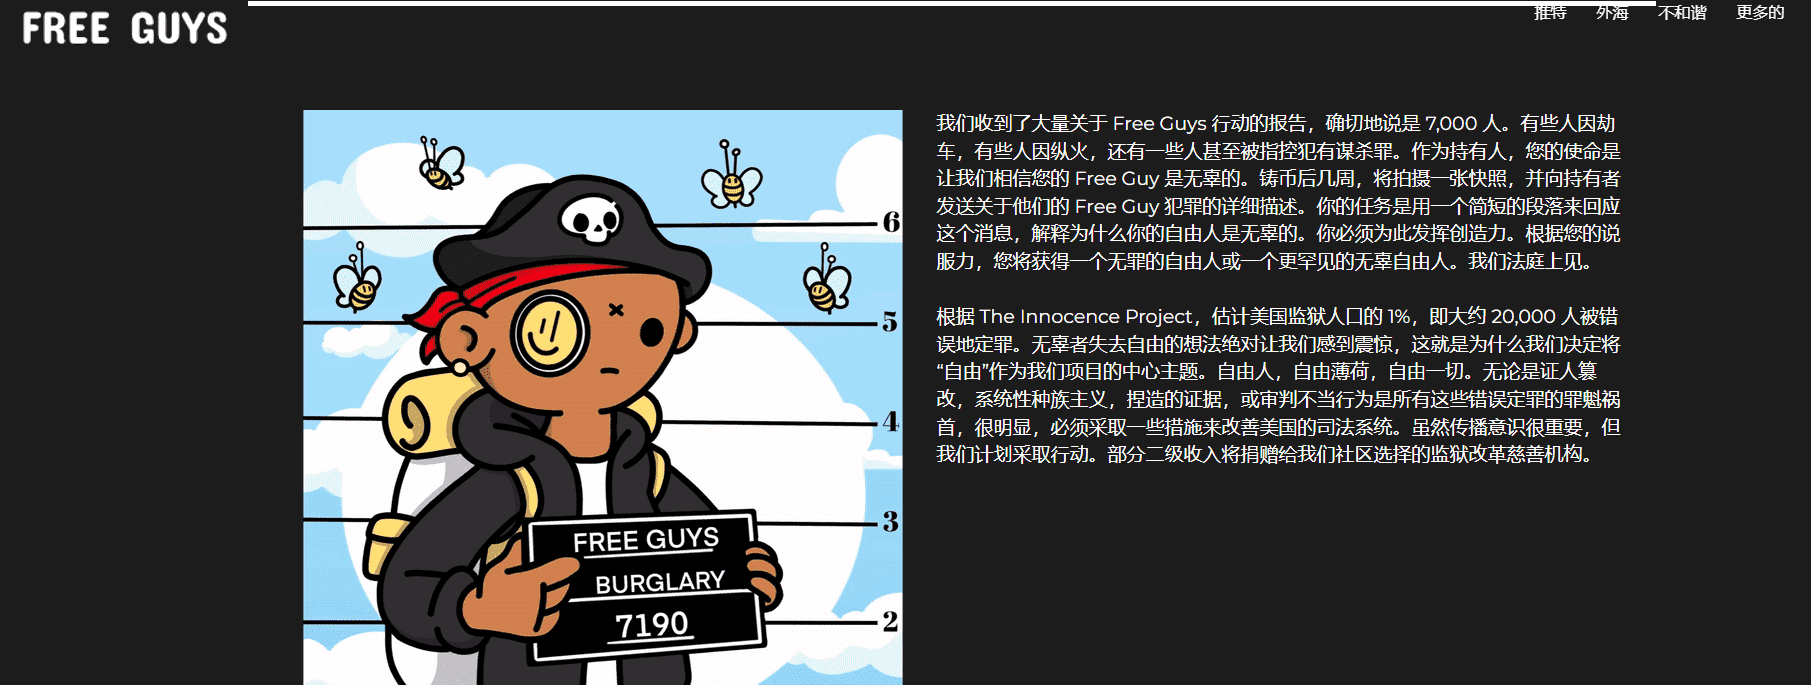 FREE GUYS
推特 外海 不和谐 更多的
我们收到了大量关于 Free Guys 行动的报告，确切地说是 7,000 人。有些人因劫
车，有些人因纵火，还有一些人甚至被指控犯有谋杀罪。作为持有人，您的使命是
让我们相信您的 Free Guy 是无辜的。铸币后几周，将拍摄一张快照，并向持有者
发送关于他们的 Free Guy 犯罪的详细描述。你的任务是用一个简短的段落来回应
这个消息，解释为什么你的自由人是无辜的。你必须为此发挥创造力。根据您的说
服力，您将获得一个无罪的自由人或一个更罕见的无辜自由人。我们法庭上见。
根据 The Innocence Project，估计美国监狱人口的 1%，即大约 20,000 人被错
误地定罪。无辜者失去自由的想法绝对让我们感到震惊，这就是为什么我们决定将
“自由”作为我们项目的中心主题。自由人，自由薄荷，自由一切。无论是证人篡
改，系统性种族主义，捏造的证据，或审判不当行为是所有这些错误定罪的罪魁祸
首，很明显，必须采取一些措施来改善美国的司法系统。虽然传播意识很重要，但
我们计划采取行动。部分二级收入将捐赠给我们社区选择的监狱改革慈善机构。
6
5
4
3
2
FREE GUYS
BURGLARY
7190